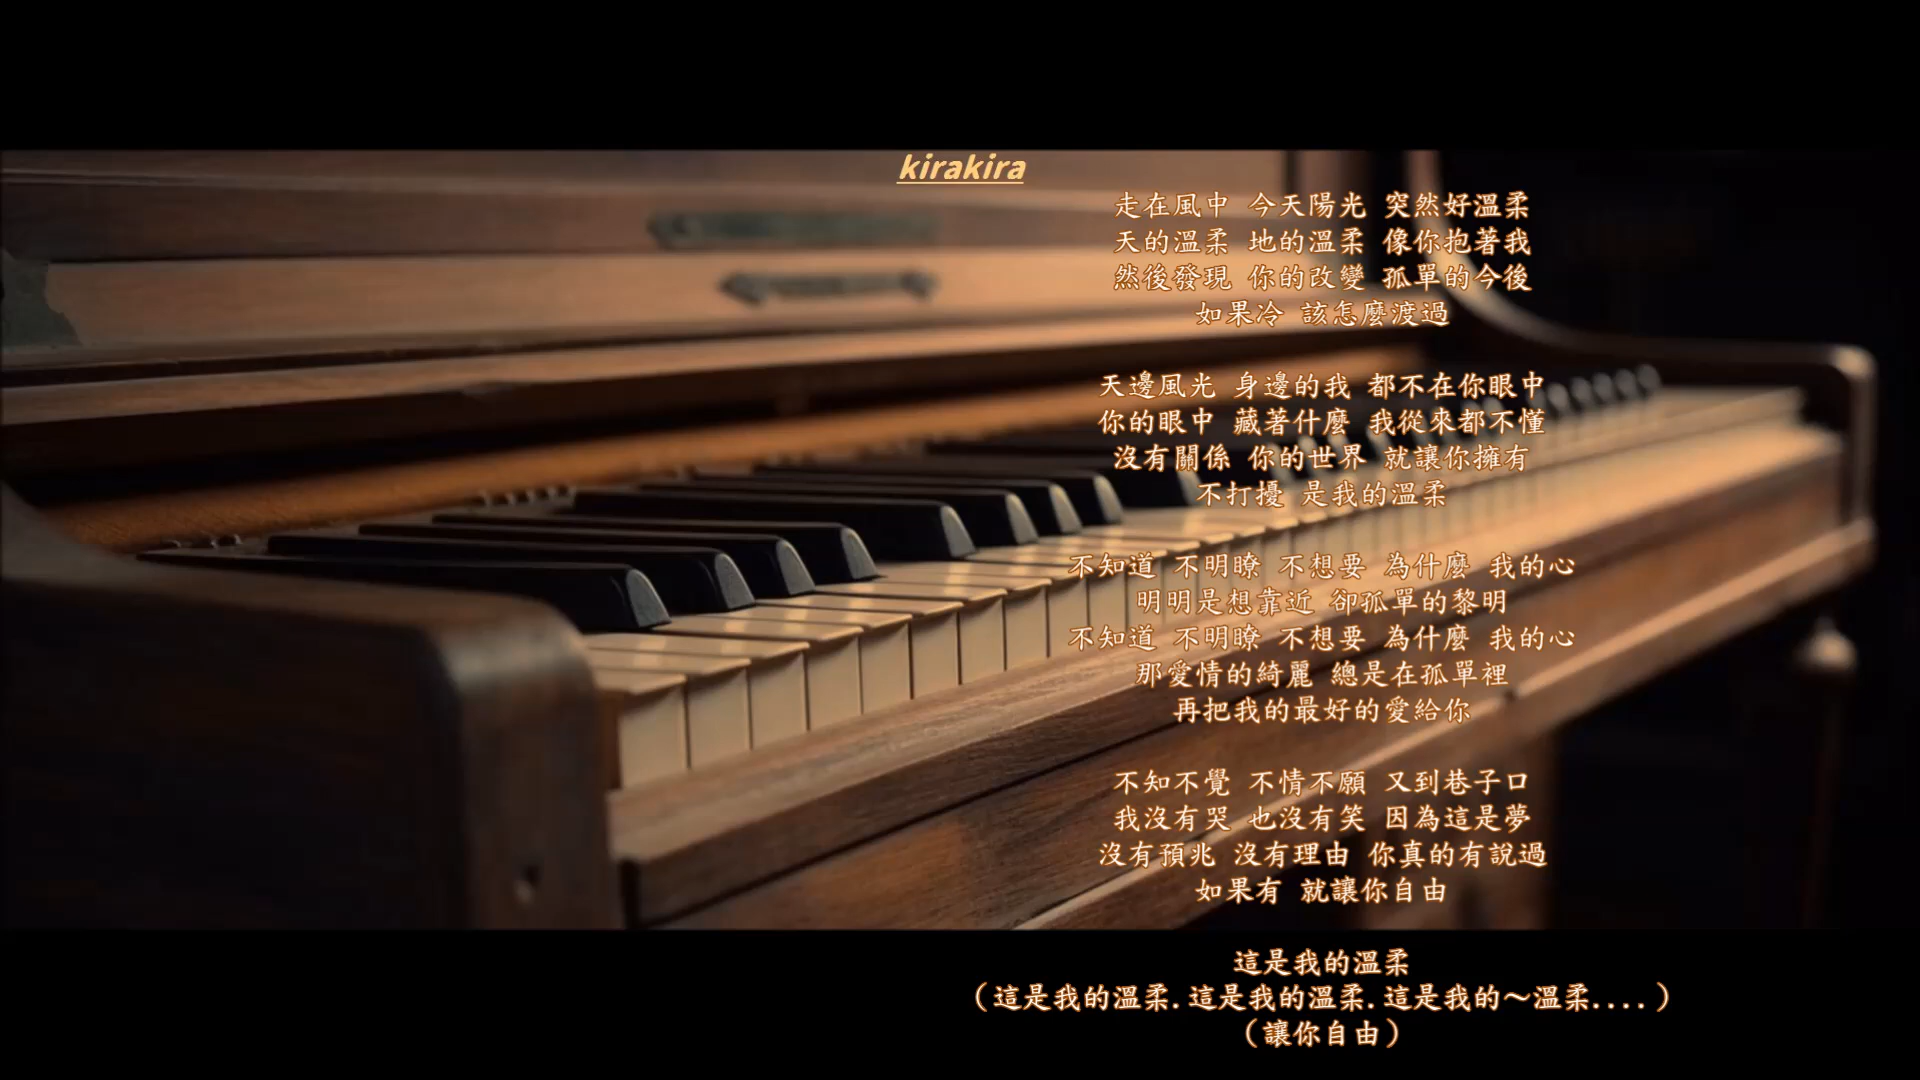 kirakira
走在風中 今天陽光 突然好溫柔
天的溫柔 地的溫柔 像你抱著我
然後發現 你的改變 孤單的今後
如果冷 該怎麼渡過
天邊風光 身邊的我 都不在你眼中
你的眼中 藏著什麼 我從來都不懂
沒有關係 你的世界 就讓你擁有
不打擾 是我的溫柔
不知道 不明瞭 不想要 為什麼 我的心
明明是想靠近 卻孤單的黎明
不知道 不明瞭 不想要 為什麼 我的心
那愛情的綺麗 總是在孤單裡
再把我的最好的愛給你
不知不覺 不情不願 又到巷子口
我沒有哭 也沒有笑 因為這是夢
沒有預兆 沒有理由 你真的有說過
如果有 就讓你自由
這是我的溫柔
（這是我的溫柔.這是我的溫柔.這是我的～溫柔....）
（讓你自由）